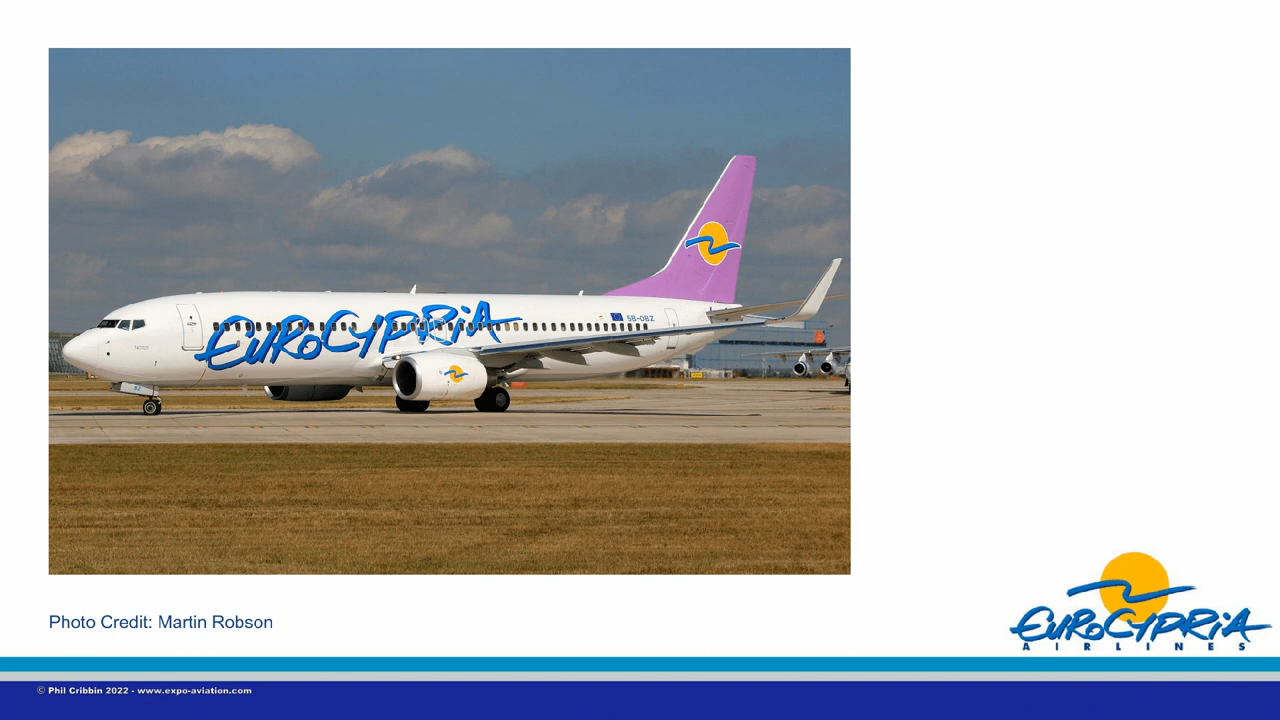 EUROCYPRIA
5B-DBZ
Photo Credit: Martin Robson
EUROCYPRIA
AIRLINES
© Phil Cribbin 2022 - www.expo-aviation.com